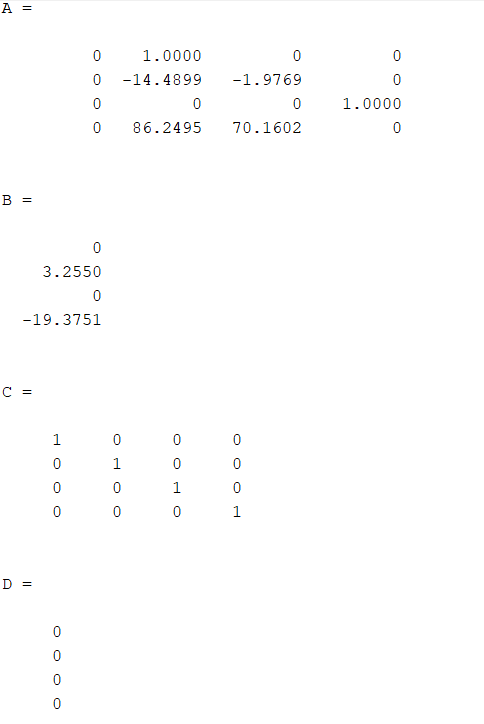 A =
0 1.0000 0 0
0 -14.4899 -1.9769 0
0 0 0 1.0000
0 86.2495 70.1602 0
B =
0
3.2550
0
-19.3751
C =
1 0 0 0
0 1 0 0
0 0 1 0
0 0 0 1
D =
0
0
0
0